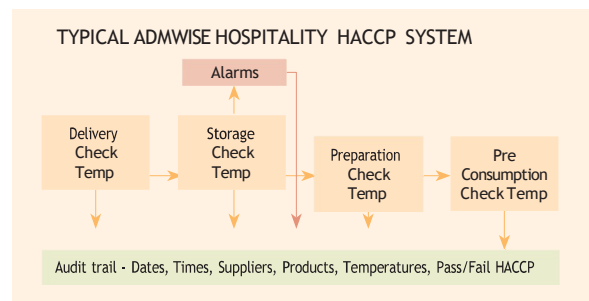 TYPICAL ADMWISE HOSPITALITY HACCP SYSTEM
Alarms
Delivery
Check
Temp
Storage
Check
Temp
Preparation
Check
Temp
Pre
Consumption
Check Temp
Audit trail - Dates, Times, Suppliers, Products, Temperatures, Pass/Fail HACCP